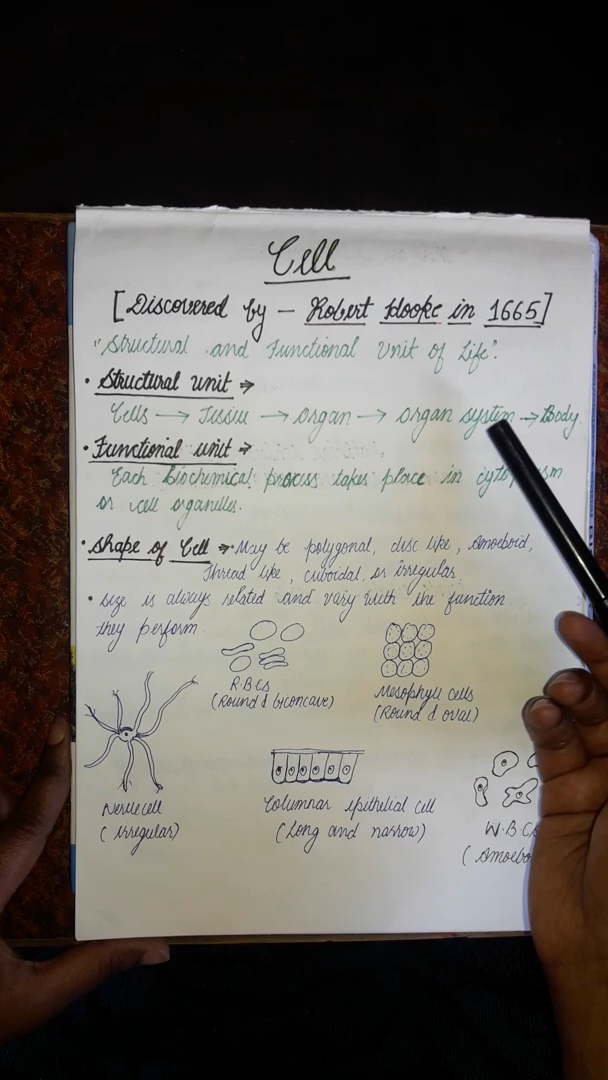 Cell
[Discovered by - Robert Hooke in 1665]
"Structural and Functional Unit of Life".
• Structural unit ⇒
Cells → Tissue → Organ → Organ system → Body.
• Functional unit ⇒
Each biochemical process takes place in cytoplasm
or cell organelles.
• Shape of Cell ⇒ • May be polygonal, disc like, Amoeboid,
Thread like, cuboidal, or irregular.
• Size is always related and vary with the function
they perform.
R.B.Cs
(Round & biconcave)
Mesophyll cells
(Round & oval)
Nerve cell
(Irregular)
Columnar epithelial cell
(Long and narrow)
W.B.Cs
(Amoebo